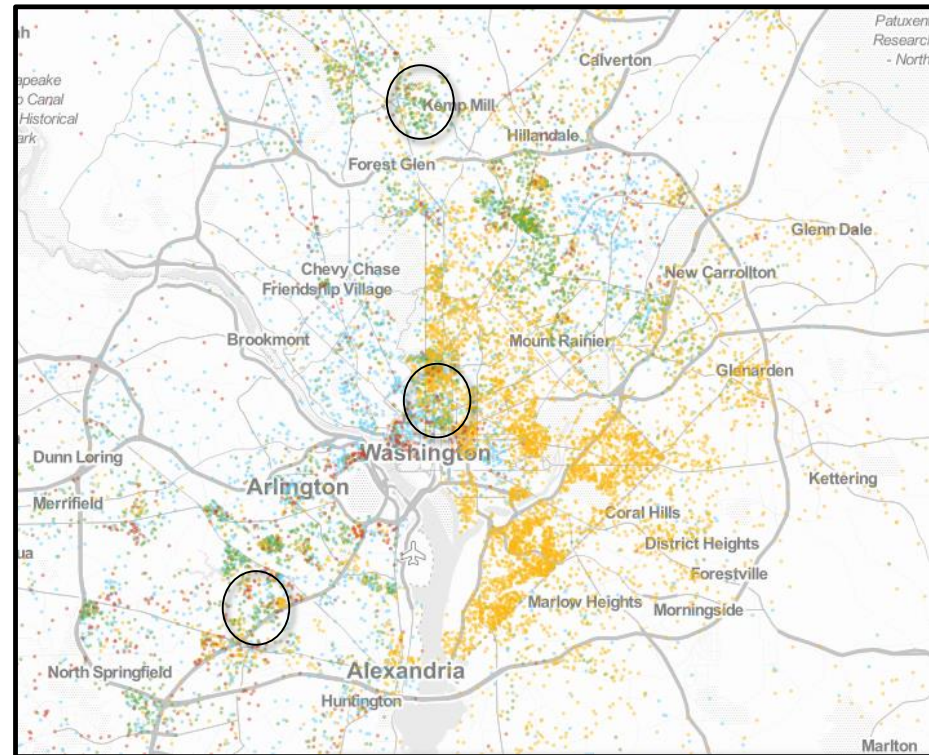 Patuxent
Research
- North
Calverton
Kemp Mill
Hillandale
Historical
Forest Glen
Glenn Dale
Chevy Chase
Friendship Village
New Carrollton
Brookmont
Mount Rainier
Glenarden
Washington
Dunn Loring
Arlington
Kettering
Merrifield
Coral Hills
District Heights
Forestville
Marlow Heights
Morningside
North Springfield
Alexandria
Huntington
Marlton